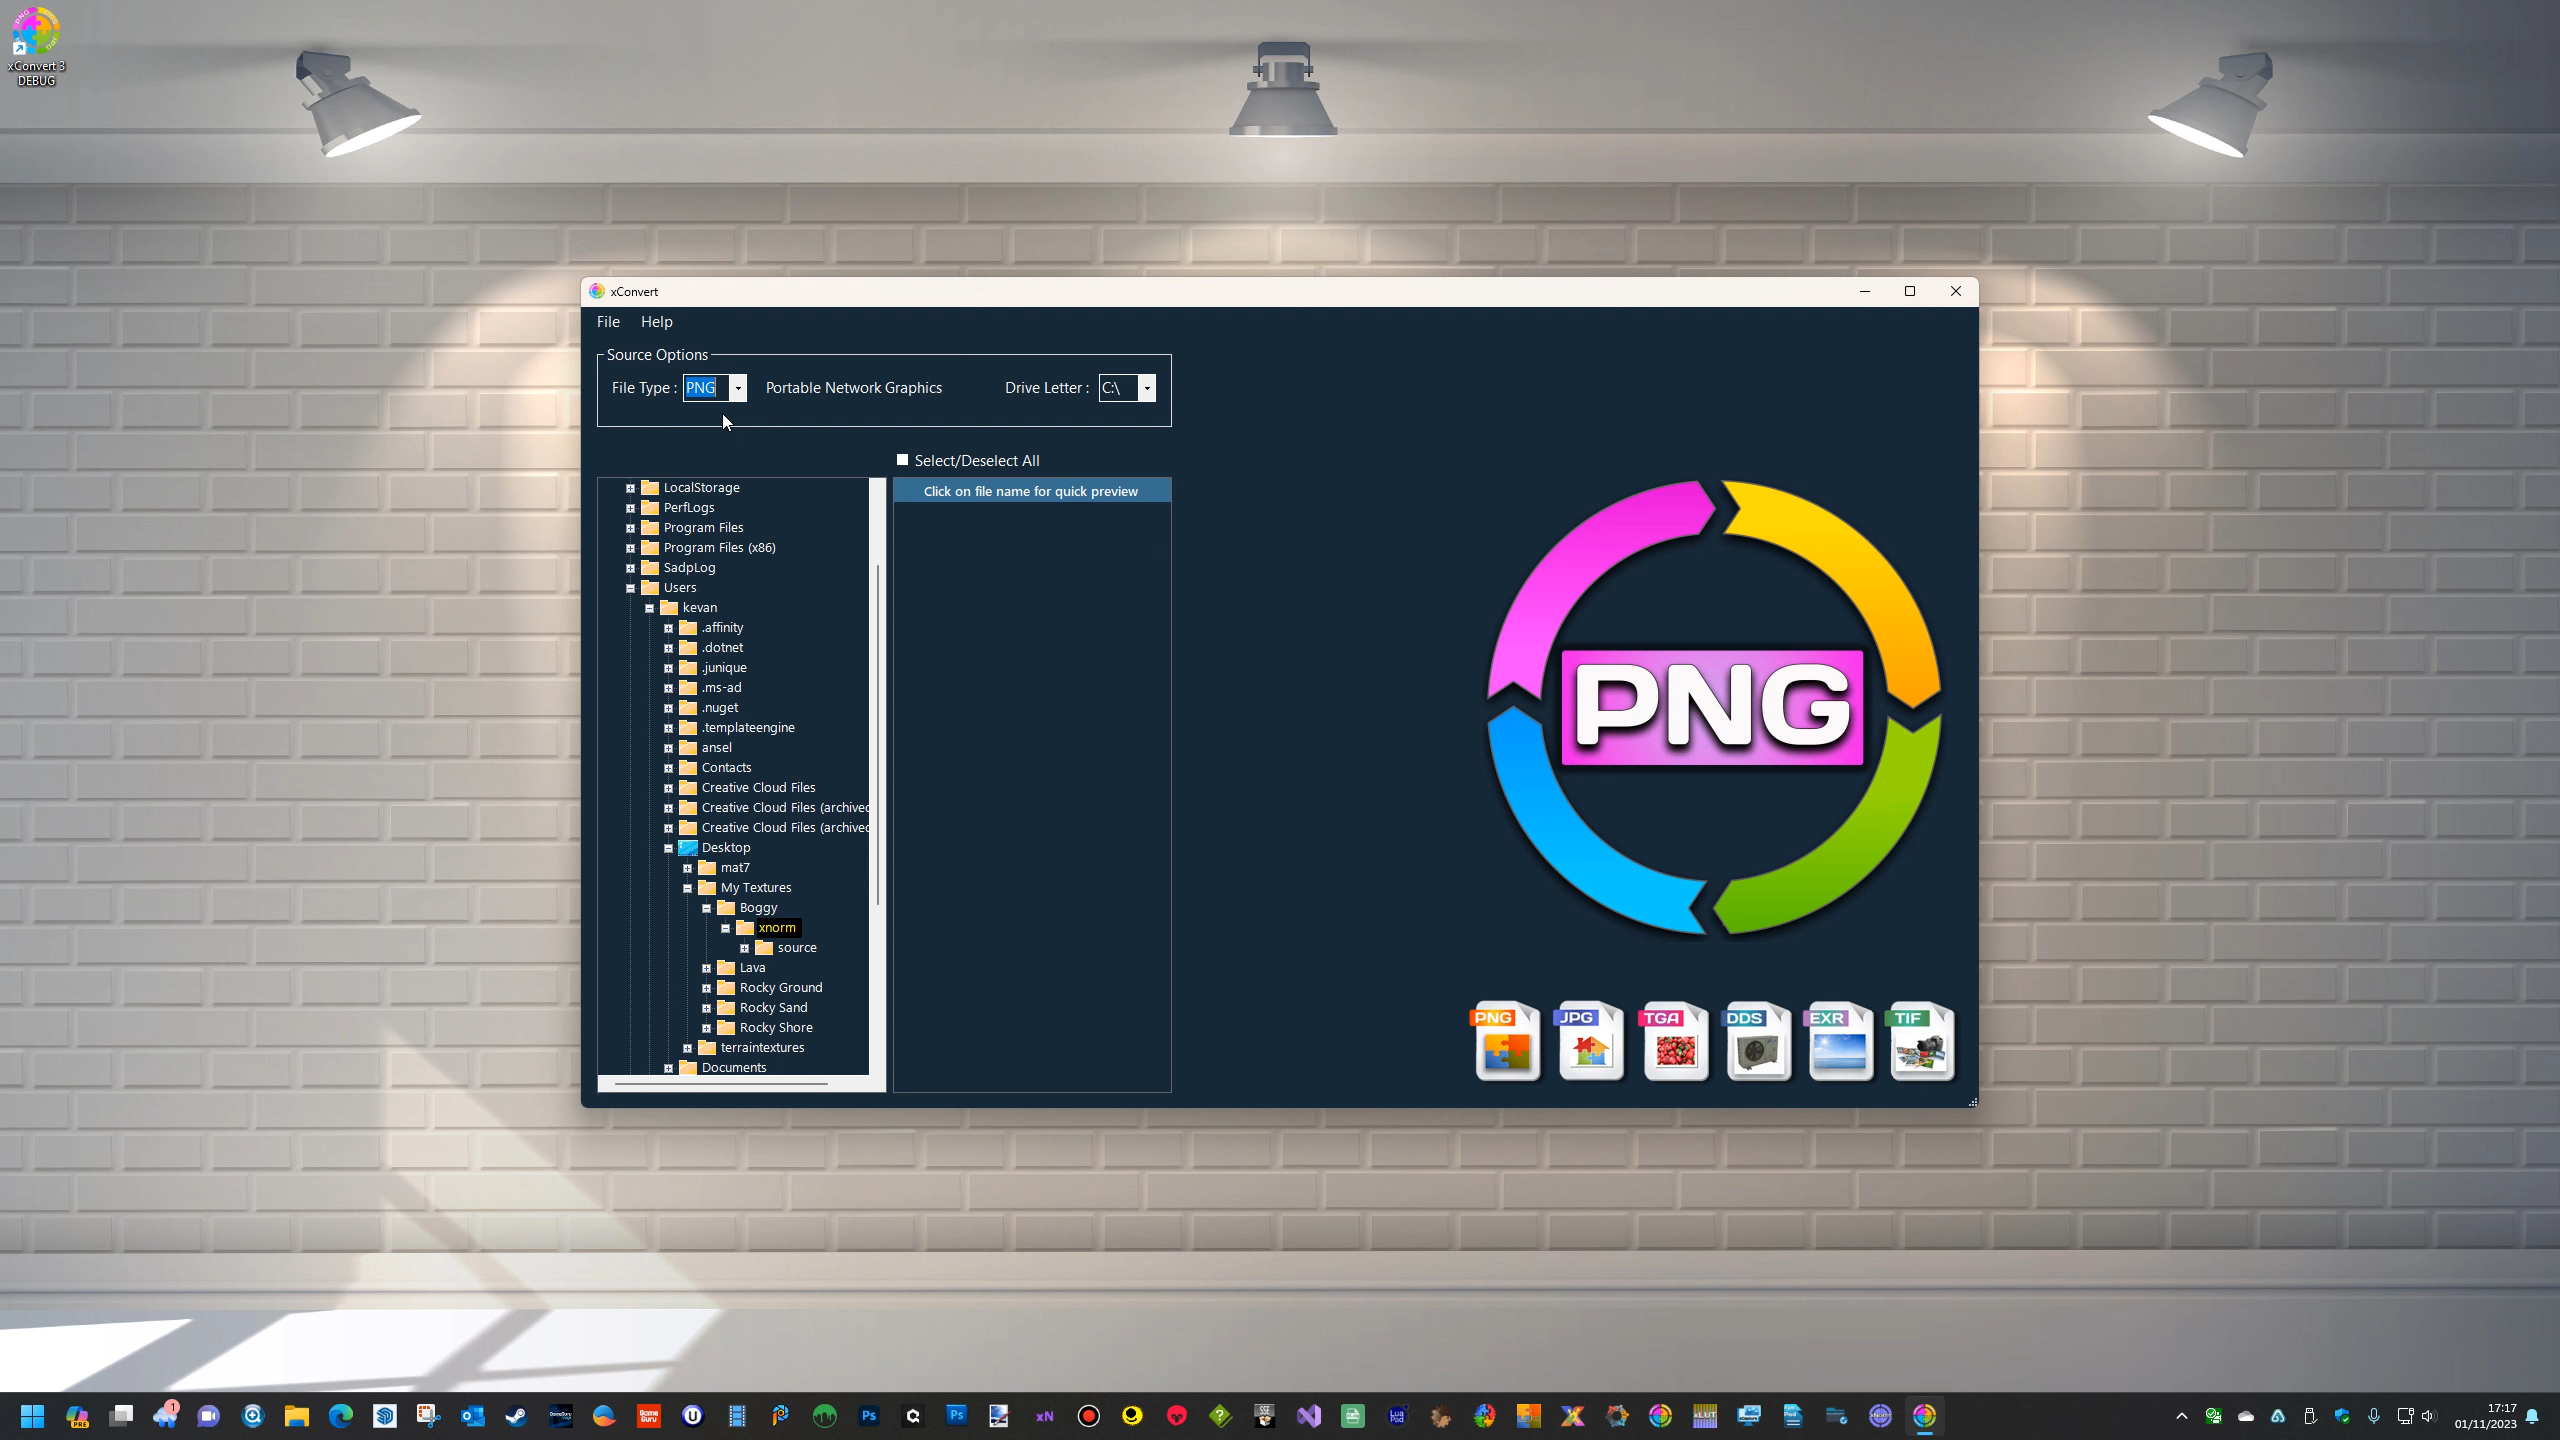 xConvert 3
DEBUG
xConvert
File Help
Source Options
File Type : PNG Portable Network Graphics Drive Letter : C:\
Select/Deselect All
Click on file name for quick preview
LocalStorage
PerfLogs
Program Files
Program Files (x86)
SadpLog
Users
kevan
.affinity
.dotnet
.junique
.ms-ad
.nuget
.templateengine
ansel
Contacts
Creative Cloud Files
Creative Cloud Files (archived
Creative Cloud Files (archived
Desktop
mat7
My Textures
Boggy
xnorm
source
Lava
Rocky Ground
Rocky Sand
Rocky Shore
terraintextures
Documents
PNG
PNG JPG TGA DDS EXR TIF
17:17
01/11/2023